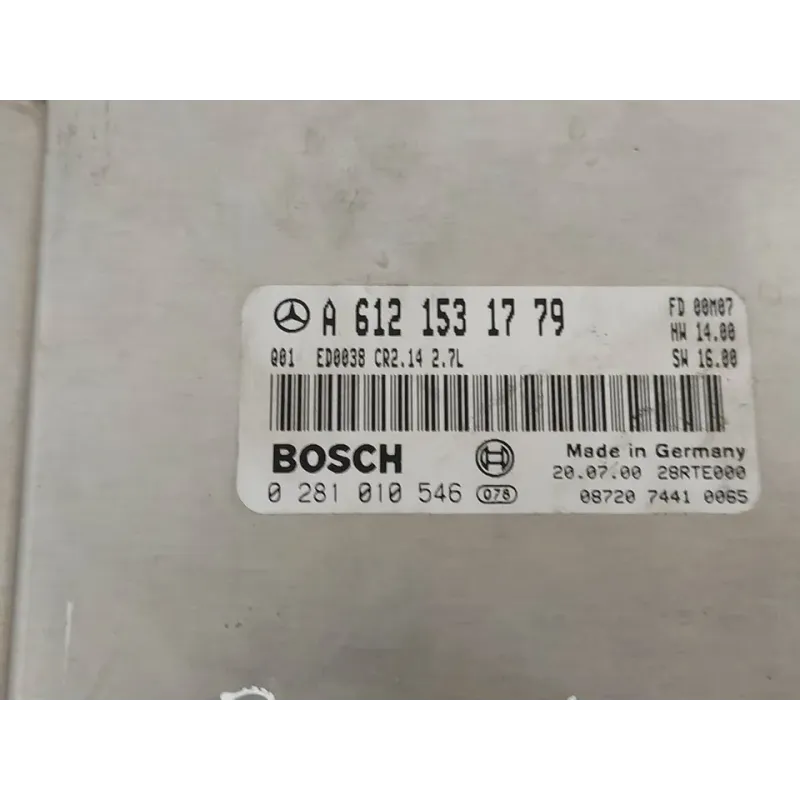 A 612 153 17 79
FD 00M07
HW 14.00
Q01 ED0038 CR2.14 2.7L
SW 16.00
BOSCH
Made in Germany
20.07.00 28RTE000
0 281 010 546 078
08720 7441 0065